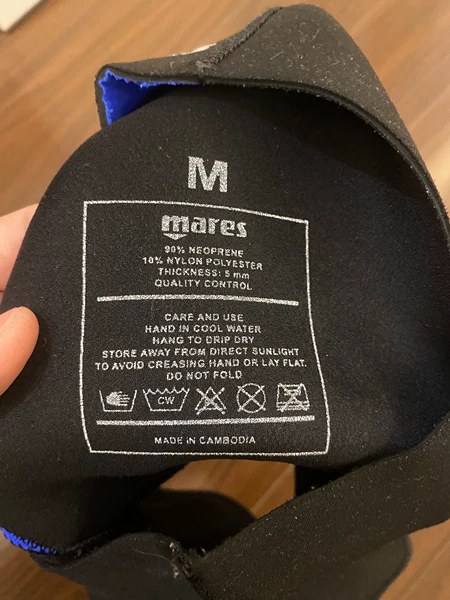 M
mares
90% NEOPRENE
10% NYLON POLYESTER
THICKNESS: 5 mm
QUALITY CONTROL
CARE AND USE
HAND IN COOL WATER
HANG TO DRIP DRY
STORE AWAY FROM DIRECT SUNLIGHT
TO AVOID CREASING HAND OR LAY FLAT.
DO NOT FOLD
CW
MADE IN CAMBODIA